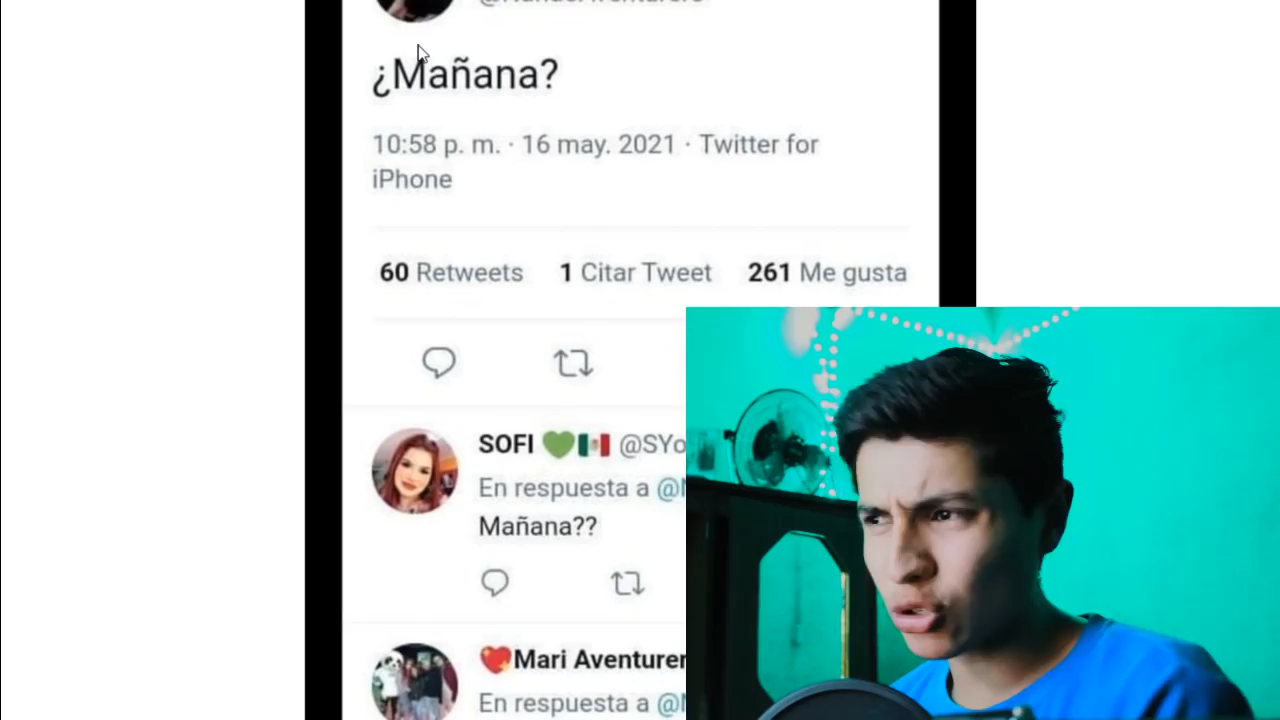 ¿Mañana?
10:58 p. m. · 16 may. 2021 · Twitter for
iPhone
60 Retweets 1 Citar Tweet 261 Me gusta
SOFI 💚🇲🇽 @SYo
En respuesta a @
Mañana??
💖Mari Aventurer
En respuesta a @